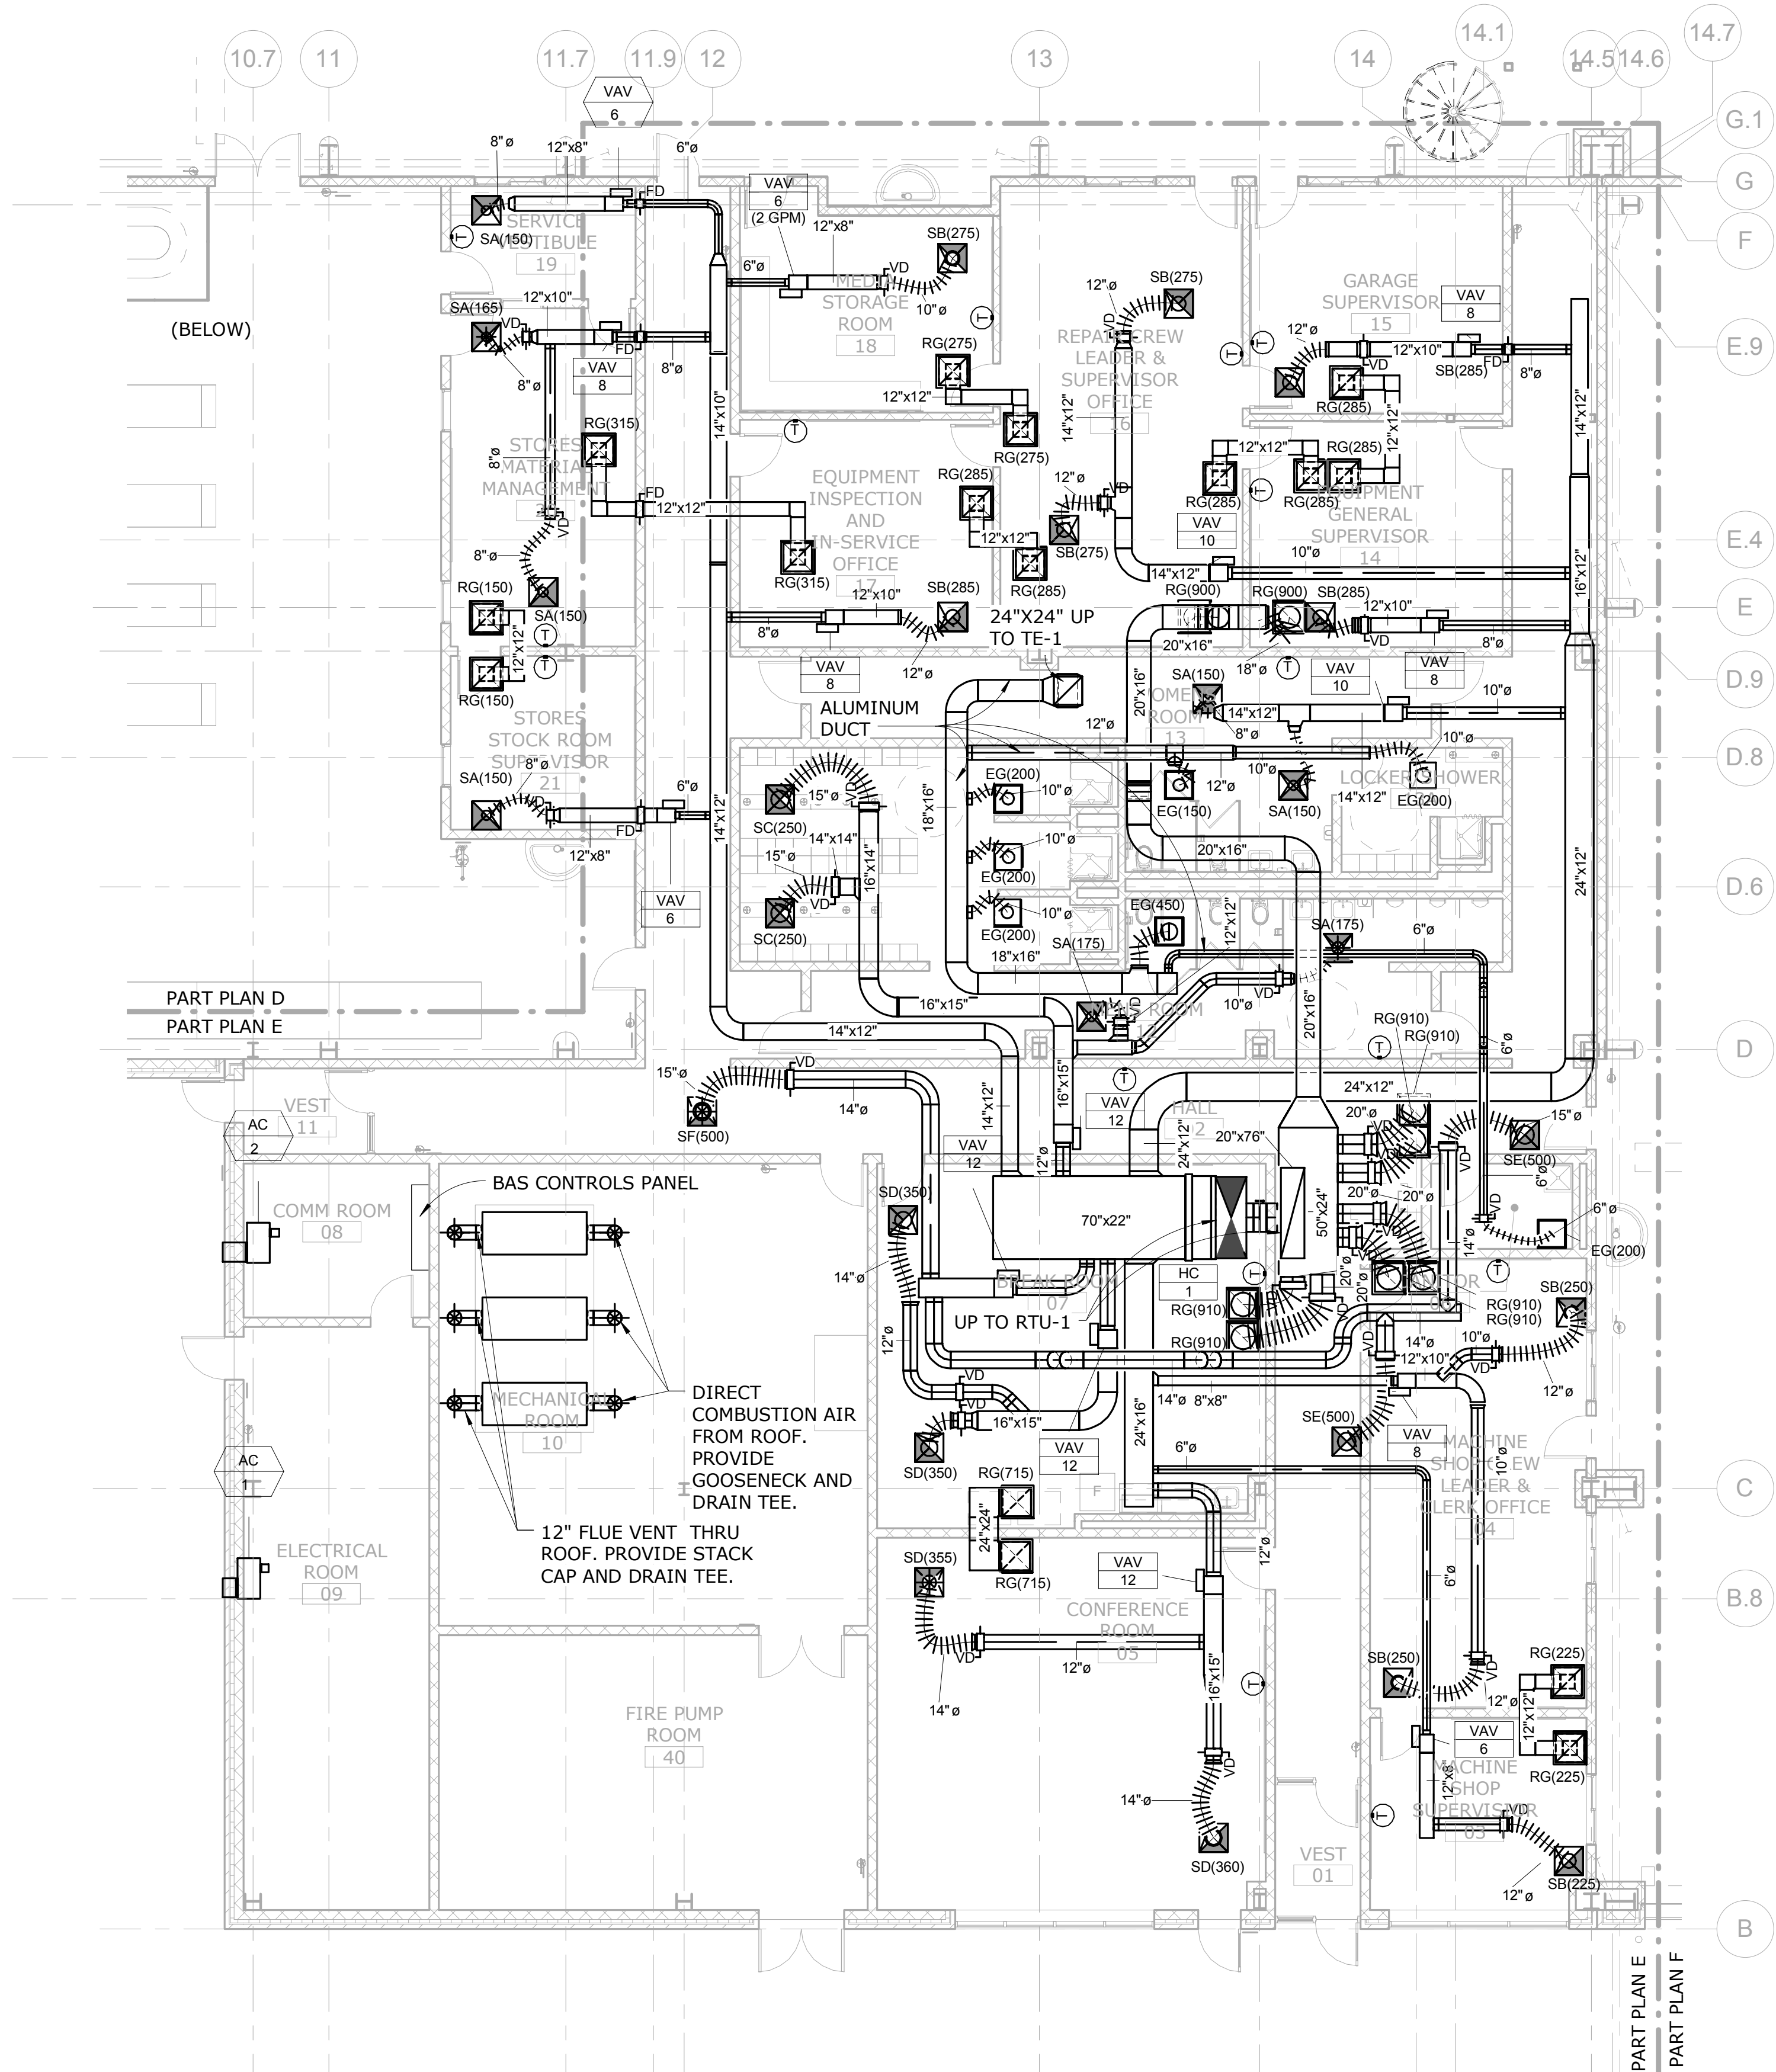 10.7
11
11.7
11.9
12
13
14
14.1
14.5
14.6
14.7
G.1
G
F
E.9
E.4
E
D.9
D.8
D.6
D
C
B.8
B
VAV
6
8"ø
12"x8"
6"ø
FD
SA(150)
SERVICE
VESTIBULE
19
VAV
6
(2 GPM)
12"x8"
SB(275)
6"ø
VD
10"ø
MEDIA
STORAGE
ROOM
18
RG(275)
12"x12"
RG(275)
(BELOW)
SA(165)
12"x10"
VD
FD
8"ø
8"ø
VAV
8
RG(315)
STORES
MATERIAL
MANAGEMENT
8"ø
FD
12"x12"
VD
8"ø
RG(315)
RG(150)
SA(150)
12"x12"
RG(150)
14"x10"
12"ø
SB(275)
VD
REPAIR CREW
LEADER &
SUPERVISOR
OFFICE
16
14"x12"
GARAGE
SUPERVISOR
15
VAV
8
12"ø
12"x10"
VD
FD
SB(285)
8"ø
RG(285)
12"x12"
14"x12"
EQUIPMENT
INSPECTION
AND
IN-SERVICE
OFFICE
17
RG(285)
12"x12"
RG(285)
12"ø
VD
SB(275)
12"x12"
RG(285)
RG(285)
RG(285)
EQUIPMENT
GENERAL
SUPERVISOR
14
VAV
10
14"x12"
10"ø
16"x12"
12"x10"
SB(285)
8"ø
12"ø
VAV
8
24"X24" UP
TO TE-1
RG(900)
RG(900)
SB(285)
12"x10"
20"x16"
18"ø
VD
8"ø
VAV
10
VAV
8
ALUMINUM
DUCT
SA(150)
20"x16"
WOMEN
ROOM
13
14"x12"
8"ø
10"ø
12"ø
10"ø
10"ø
12"ø
LOCKER/SHOWER
14"x12"
EG(200)
EG(150)
SA(150)
STORES
STOCK ROOM
SUPERVISOR
21
SA(150)
8"ø
VD
6"ø
FD
12"x8"
VAV
6
14"x12"
15"ø
VD
SC(250)
15"ø
14"x14"
VD
SC(250)
16"x14"
18"x16"
EG(200)
10"ø
10"ø
EG(200)
10"ø
EG(200)
18"x16"
20"x16"
24"x12"
EG(450)
12"x12"
SA(175)
SA(175)
6"ø
VD
10"ø
VD
MENS ROOM
20"x16"
PART PLAN D
PART PLAN E
16"x15"
14"x12"
RG(910)
RG(910)
6"ø
15"ø
VD
14"ø
SF(500)
14"x12"
16"x15"
VAV
12
VAV
12
12"ø
HALL
02
24"x12"
24"x12"
20"x76"
20"ø
VD
20"ø
VD
VD
15"ø
SE(500)
6"ø
VEST
11
AC
2
COMM ROOM
08
BAS CONTROLS PANEL
SD(350)
14"ø
70"x22"
50"x24"
20"ø
20"ø
VD
VD
20"ø
20"ø
VD
14"ø
VD
6"ø
EG(200)
BREAK ROOM
07
HC
1
UP TO RTU-1
RG(910)
RG(910)
VD
RG(910)
RG(910)
SB(250)
12"ø
VD
VD
14"ø
8"x8"
VD
14"ø
12"x10"
10"ø
VD
12"ø
MECHANICAL
ROOM
10
DIRECT
COMBUSTION AIR
FROM ROOF.
PROVIDE
GOOSENECK AND
DRAIN TEE.
12" FLUE VENT THRU
ROOF. PROVIDE STACK
CAP AND DRAIN TEE.
AC
1
ELECTRICAL
ROOM
09
16"x15"
SD(350)
VAV
12
24"x16"
6"ø
RG(715)
24"x24"
RG(715)
F
SE(500)
VAV
8
MACHINE
SHOP CREW
LEADER &
CLERK OFFICE
04
10"ø
12"ø
SD(355)
VAV
12
CONFERENCE
ROOM
05
VD
12"ø
14"ø
16"x15"
VD
14"ø
SD(360)
6"ø
SB(250)
VD
12"ø
RG(225)
12"x12"
RG(225)
VAV
6
12"x8"
MACHINE
SHOP
SUPERVISIOR
03
VD
12"ø
SB(225)
FIRE PUMP
ROOM
40
VEST
01
PART PLAN E
PART PLAN F